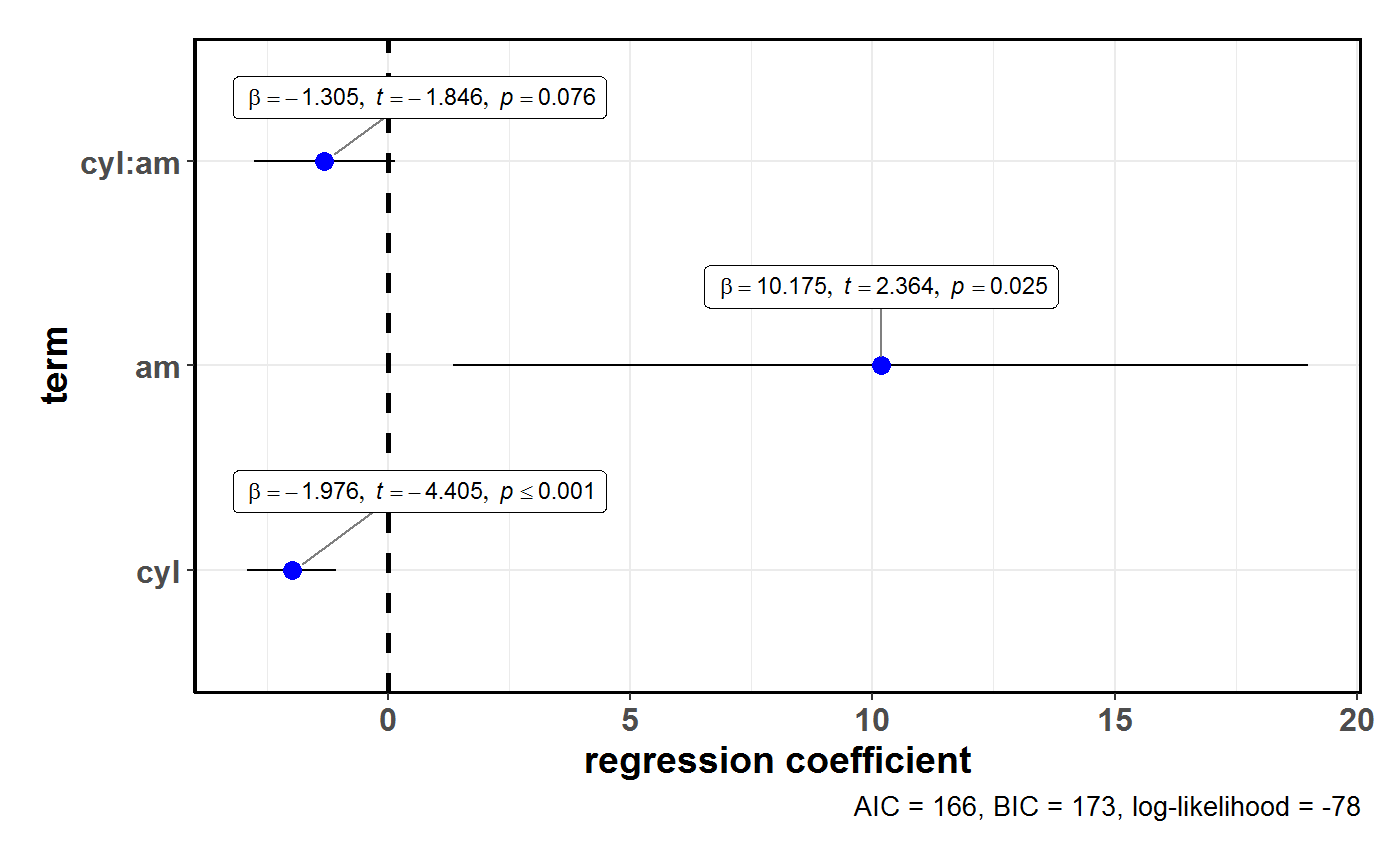 β = −1.305, t = −1.846, p = 0.076
cyl:am
β = 10.175, t = 2.364, p = 0.025
am
term
β = −1.976, t = −4.405, p ≤ 0.001
cyl
0 5 10 15 20
regression coefficient
AIC = 166, BIC = 173, log-likelihood = -78